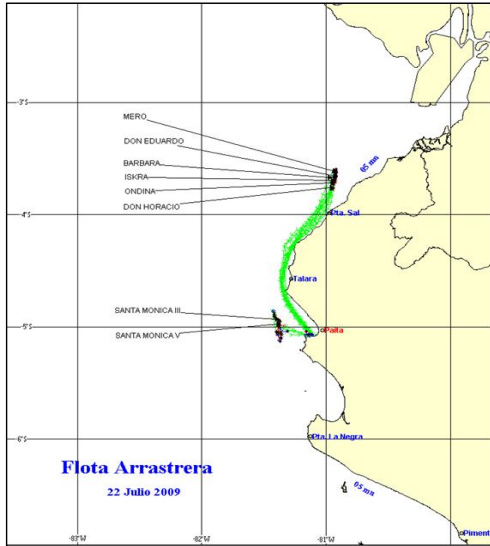 -3°S
MERO
DON EDUARDO
BARBARA
ISKRA
ONDINA
DON HORACIO
05 mn
-4°S
Pta. Sal
Talara
SANTA MONICA III
SANTA MONICA V
-5°S
Paita
-6°S
Pta. La Negra
Flota Arrastrera
22 Julio 2009
05 mn
Piment
-83°W
-82°W
-81°W